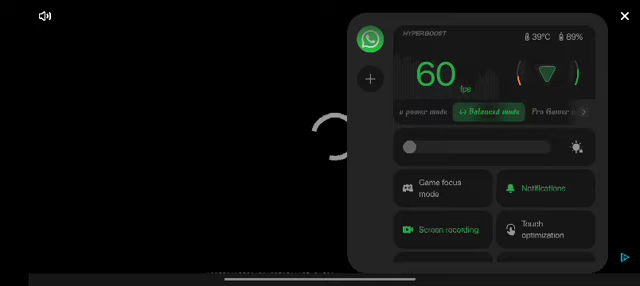 HYPERBOOST
39°C 89%
60
fps
power mode
Balanced mode
Pro Gamer
Game focus
mode
Notifications
Screen recording
Touch
optimization